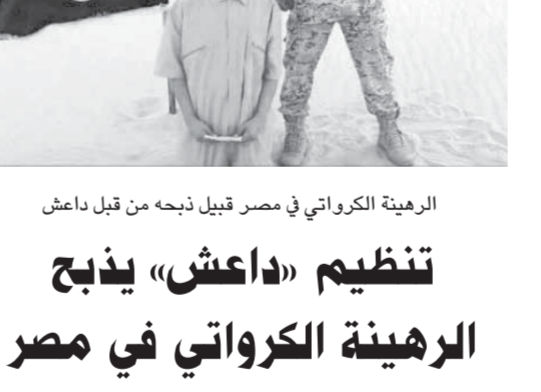 الرهينة الكرواتي في مصر قبيل ذبحه من قبل داعش
تنظيم «داعش» يذبح
الرهينة الكرواتي في مصر